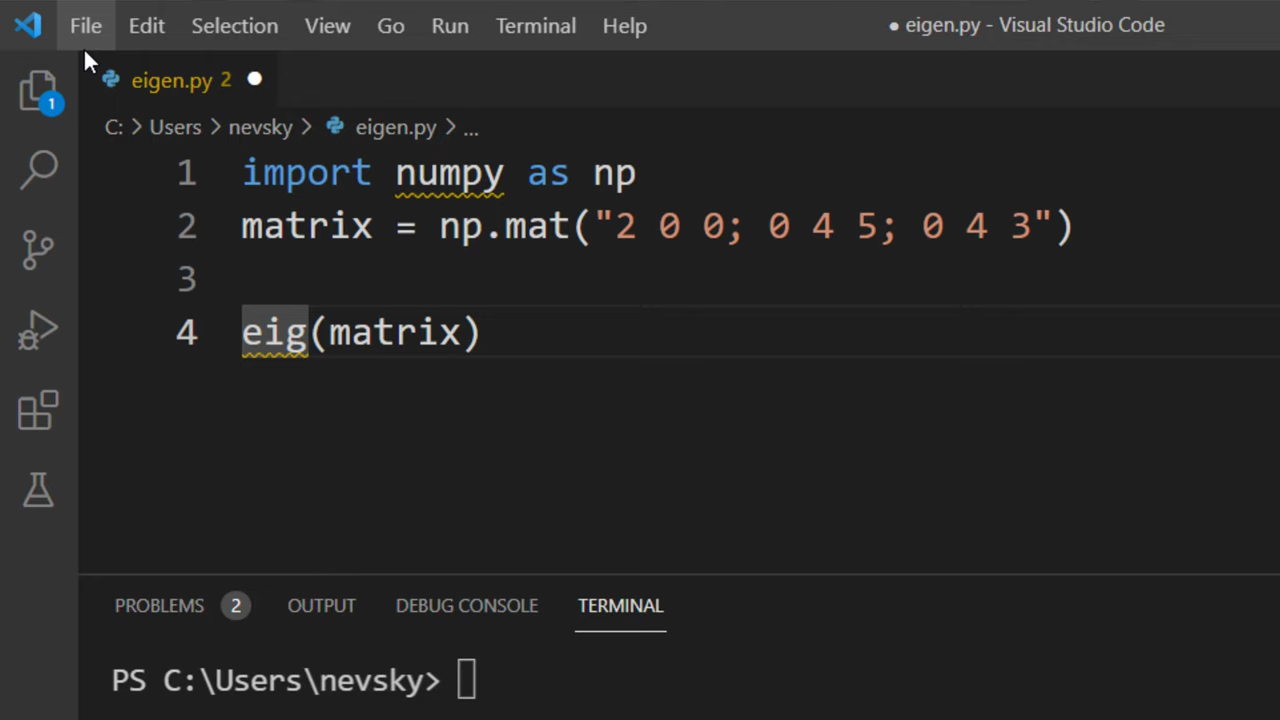 File Edit Selection View Go Run Terminal Help ● eigen.py - Visual Studio Code
eigen.py 2
1
C: > Users > nevsky > eigen.py > ...
1 import numpy as np
2 matrix = np.mat("2 0 0; 0 4 5; 0 4 3")
3
4 eig(matrix)
PROBLEMS 2 OUTPUT DEBUG CONSOLE TERMINAL
PS C:\Users\nevsky>